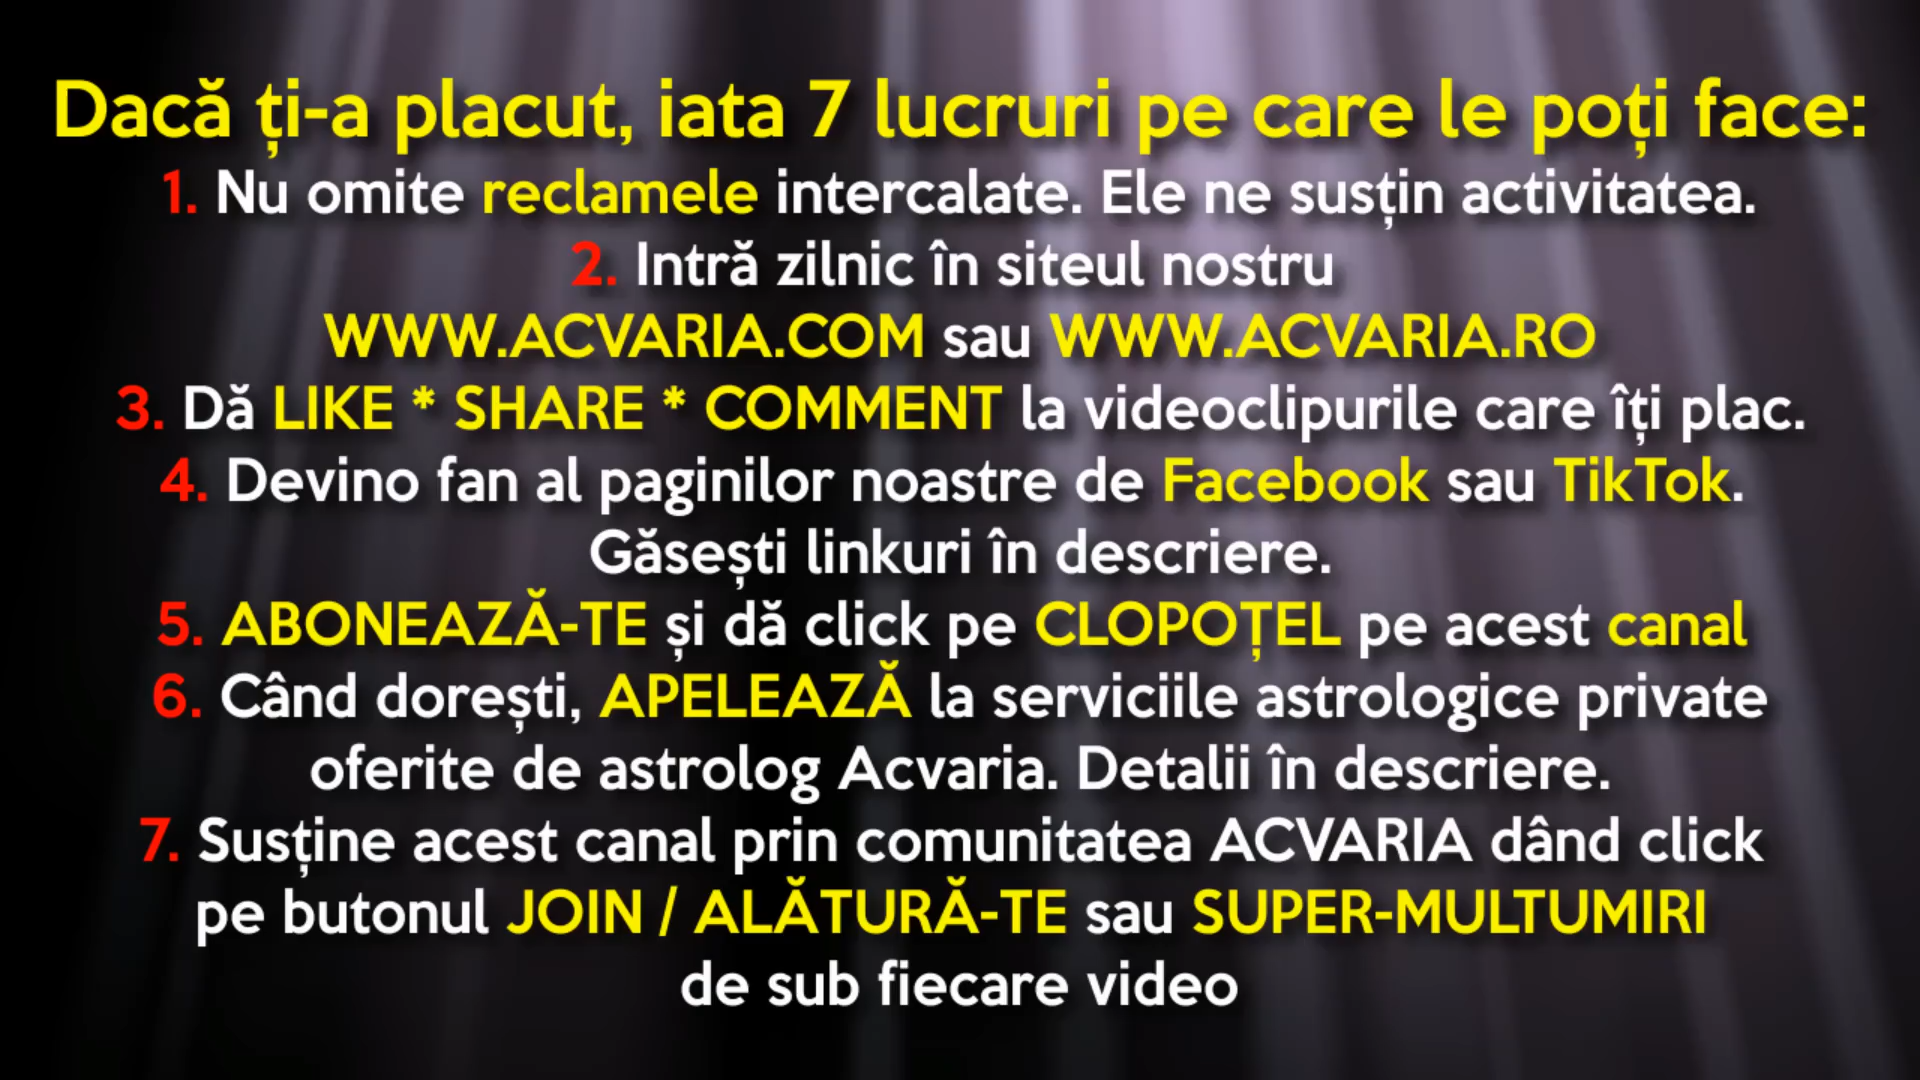 Dacă ți-a placut, iata 7 lucruri pe care le poți face:
1. Nu omite reclamele intercalate. Ele ne susțin activitatea.
2. Intră zilnic în siteul nostru
WWW.ACVARIA.COM sau WWW.ACVARIA.RO
3. Dă LIKE * SHARE * COMMENT la videoclipurile care îți plac.
4. Devino fan al paginilor noastre de Facebook sau TikTok.
Găsești linkuri în descriere.
5. ABONEAZĂ-TE și dă click pe CLOPOȚEL pe acest canal
6. Când dorești, APELEAZĂ la serviciile astrologice private
oferite de astrolog Acvaria. Detalii în descriere.
7. Susține acest canal prin comunitatea ACVARIA dând click
pe butonul JOIN / ALĂTURĂ-TE sau SUPER-MULTUMIRI
de sub fiecare video